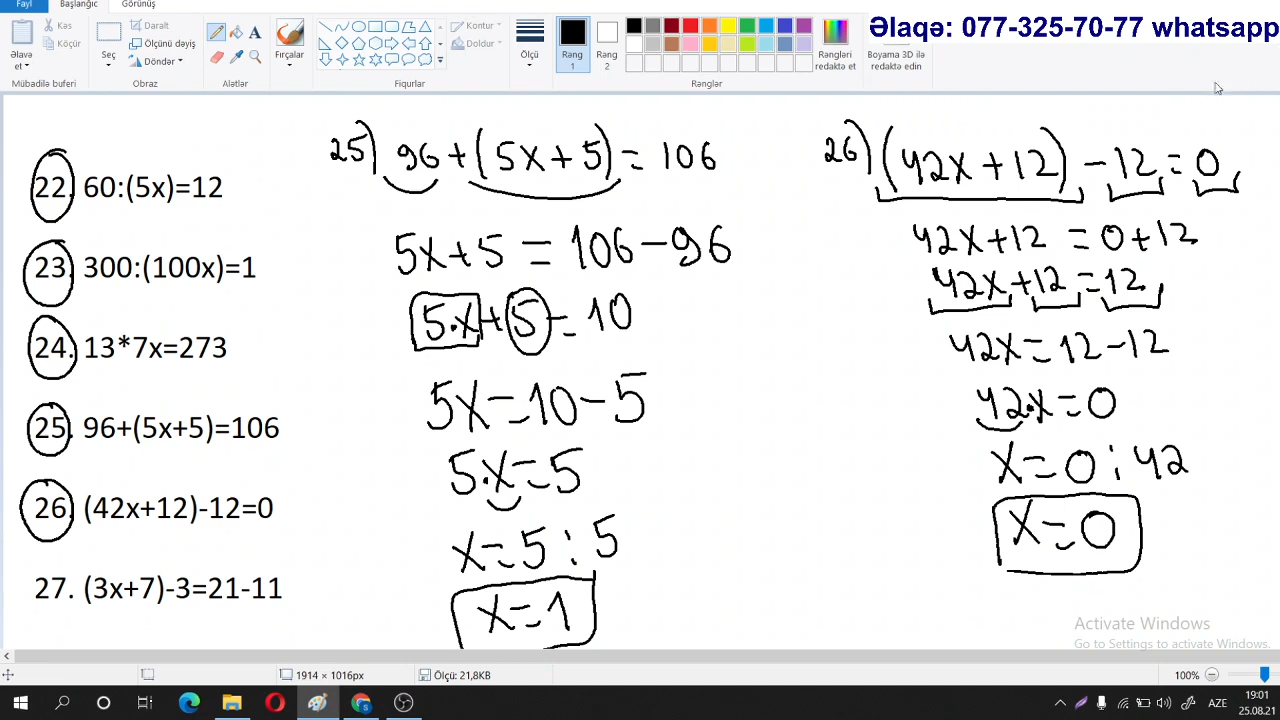 Fayl Başlanğıc Görünüş
Əlaqə: 077-325-70-77 whatsapp
Əlavə et
Kəs
Köçür
Mübadilə buferi
Seç
Daralt
Ölçünü dəyiş
Döndər
Obraz
Alətlər
Fırçalar
Kontur
Doldur
Fiqurlar
Ölçü
Rəng 1
Rəng 2
Rəngləri redaktə et
Boyama 3D ilə redaktə edin
Rənglər
22. 60:(5x)=12
23. 300:(100x)=1
24. 13*7x=273
25. 96+(5x+5)=106
26. (42x+12)-12=0
27. (3x+7)-3=21-11
25) 96+(5x+5)=106
5x+5=106-96
5·x+5=10
5x=10-5
5·x=5
x=5:5
x=1
26) (42x+12)-12=0
42x+12=0+12
42x+12=12
42x=12-12
42·x=0
x=0:42
x=0
Activate Windows
Go to Settings to activate Windows.
1914 × 1016px
Ölçü: 21,8KB
100%
AZE
19:01
25.08.21